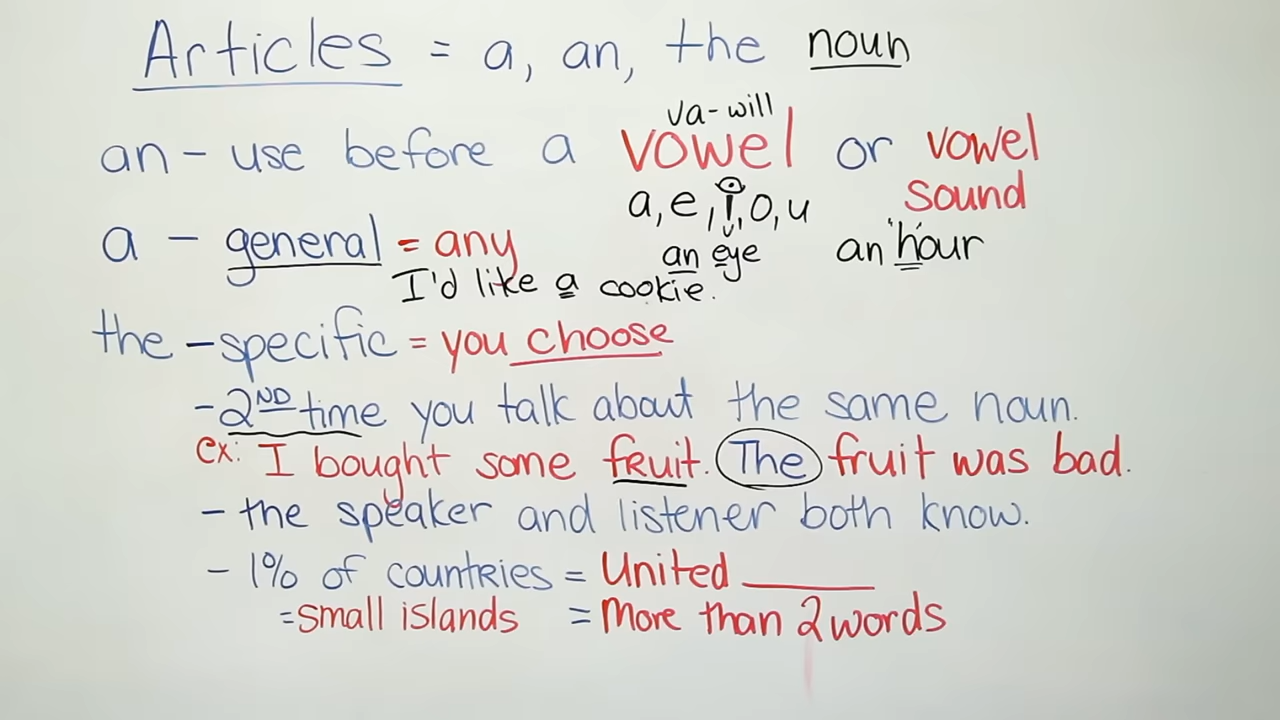 Articles = a, an, the noun
va-will
an - use before a vowel or vowel
a, e, i, o, u sound
a - general = any an eye an hour
I'd like a cookie.
the - specific = you choose
- 2ND time you talk about the same noun.
ex: I bought some fruit. The fruit was bad.
- the speaker and listener both know.
- 1% of countries = United ______
= small islands = More than 2 words